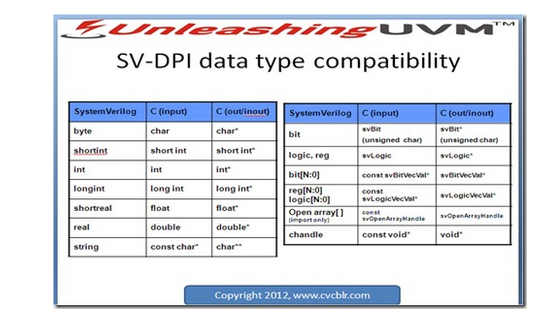 UnleashingUVM™
SV-DPI data type compatibility
SystemVerilog C (input) C (out/inout)
byte char char*
shortint short int short int*
int int int*
longint long int long int*
shortreal float float*
real double double*
string const char* char**
SystemVerilog C (input) C (out/inout)
bit svBit svBit*
(unsigned char) (unsigned char)
logic, reg svLogic svLogic*
bit[N:0] const svBitVecVal* svBitVecVal*
reg[N:0] const svLogicVecVal*
logic[N:0] svLogicVecVal*
Open array[ ] const svOpenArrayHandle
(import only) svOpenArrayHandle
chandle const void* void*
Copyright 2012, www.cvcblr.com